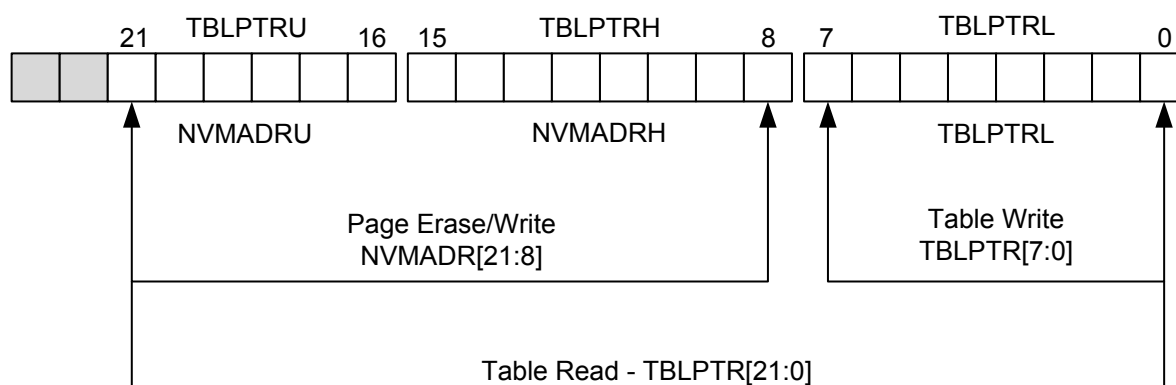 TBLPTRU TBLPTRH TBLPTRL
21 16 15 8 7 0
NVMADRU NVMADRH TBLPTRL
Page Erase/Write
NVMADR[21:8]
Table Write
TBLPTR[7:0]
Table Read - TBLPTR[21:0]